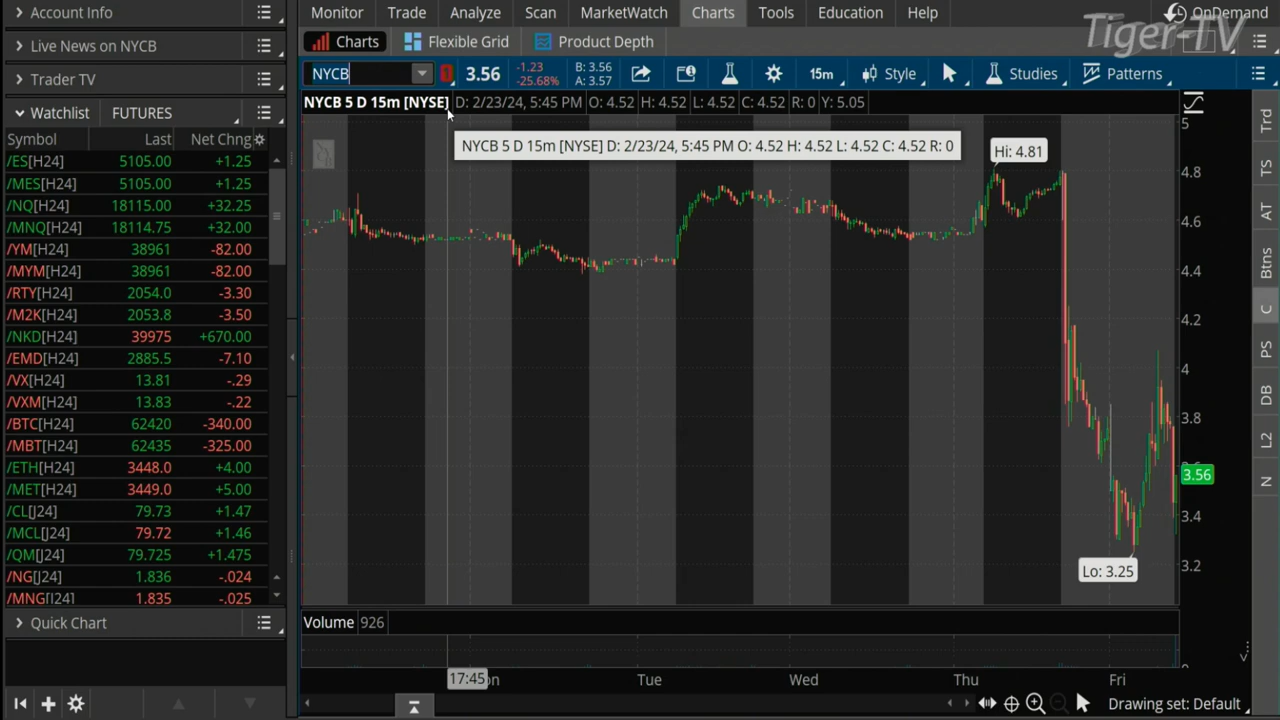 Account Info
Live News on NYCB
Trader TV
Watchlist FUTURES
Symbol Last Net Chng
/ES[H24] 5105.00 +1.25
/MES[H24] 5105.00 +1.25
/NQ[H24] 18115.00 +32.25
/MNQ[H24] 18114.75 +32.00
/YM[H24] 38961 -82.00
/MYM[H24] 38961 -82.00
/RTY[H24] 2054.0 -3.30
/M2K[H24] 2053.8 -3.50
/NKD[H24] 39975 +670.00
/EMD[H24] 2885.5 -7.10
/VX[H24] 13.81 -.29
/VXM[H24] 13.83 -.22
/BTC[H24] 62420 -340.00
/MBT[H24] 62435 -325.00
/ETH[H24] 3448.0 +4.00
/MET[H24] 3449.0 +5.00
/CL[J24] 79.73 +1.47
/MCL[J24] 79.72 +1.46
/QM[J24] 79.725 +1.475
/NG[J24] 1.836 -.024
/MNG[J24] 1.835 -.025
Quick Chart
Monitor Trade Analyze Scan MarketWatch Charts Tools Education Help
OnDemand
Tiger-TV
Charts Flexible Grid Product Depth
NYCB 3.56 -1.23 -25.68% B: 3.56 A: 3.57 15m Style Studies Patterns
NYCB 5 D 15m [NYSE] D: 2/23/24, 5:45 PM O: 4.52 H: 4.52 L: 4.52 C: 4.52 R: 0 Y: 5.05
NYCB 5 D 15m [NYSE] D: 2/23/24, 5:45 PM O: 4.52 H: 4.52 L: 4.52 C: 4.52 R: 0
Hi: 4.81
Lo: 3.25
5
4.8
4.6
4.4
4.2
4
3.8
3.56
3.4
3.2
Volume 926
17:45 Tue Wed Thu Fri
Drawing set: Default
Trd
TS
AT
Btns
C
PS
DB
L2
N